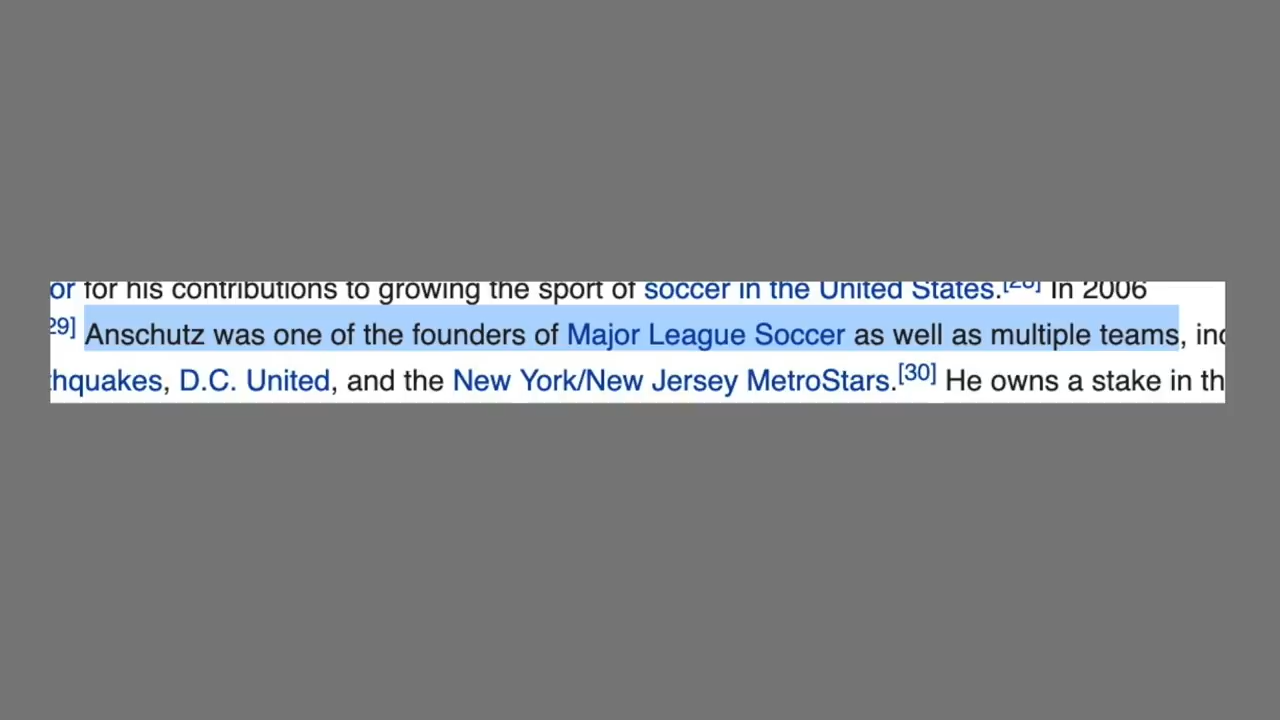 or for his contributions to growing the sport of soccer in the United States.[28] In 2006
29] Anschutz was one of the founders of Major League Soccer as well as multiple teams, inc
thquakes, D.C. United, and the New York/New Jersey MetroStars.[30] He owns a stake in th